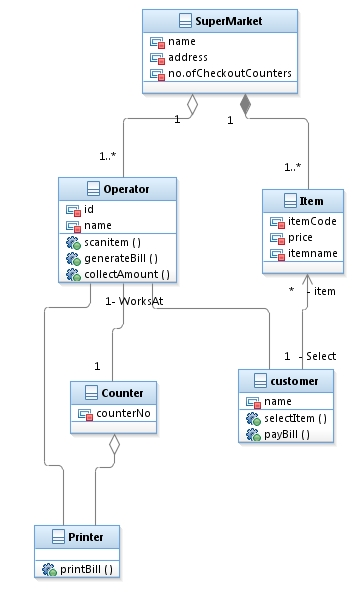 SuperMarket
name
address
no.ofCheckoutCounters
1
1
1..*
1..*
Operator
id
name
scanitem ()
generateBill ()
collectAmount ()
Item
itemCode
price
itemname
1- WorksAt
* - item
1
1 - Select
Counter
counterNo
customer
name
selectItem ()
payBill ()
Printer
printBill ()